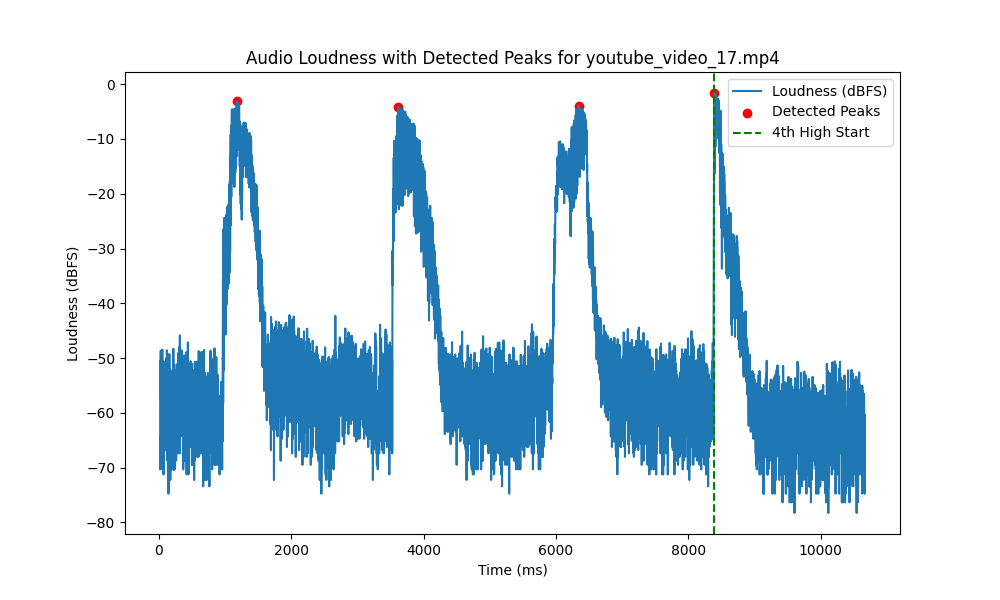 Audio Loudness with Detected Peaks for youtube_video_17.mp4
Loudness (dBFS)
Detected Peaks
4th High Start
0
−10
−20
−30
−40
−50
−60
−70
−80
Loudness (dBFS)
0 2000 4000 6000 8000 10000
Time (ms)